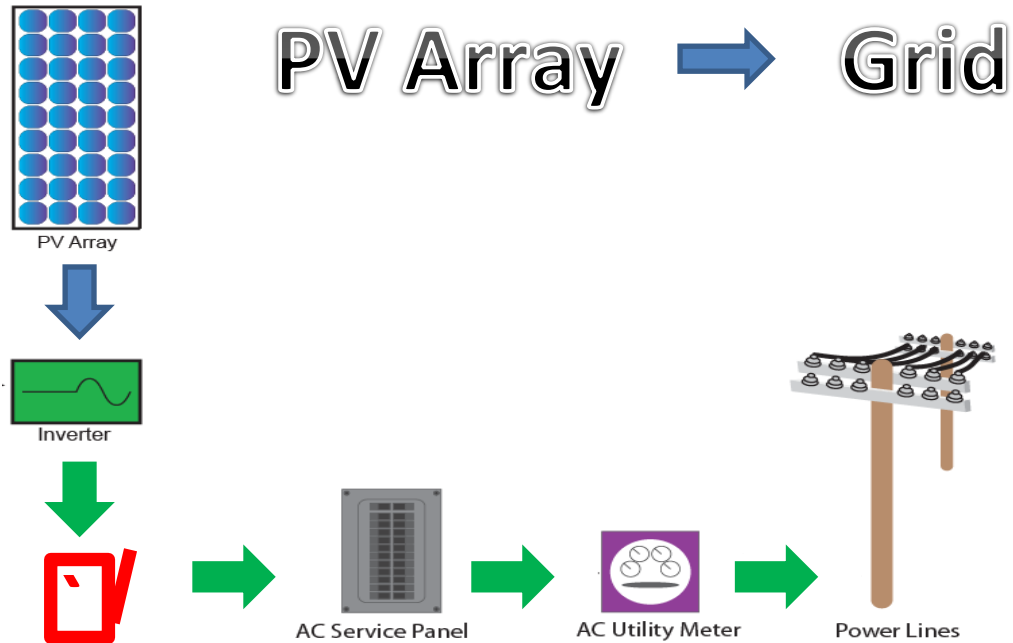 PV Array Grid
PV Array
Inverter
AC Service Panel
AC Utility Meter
Power Lines